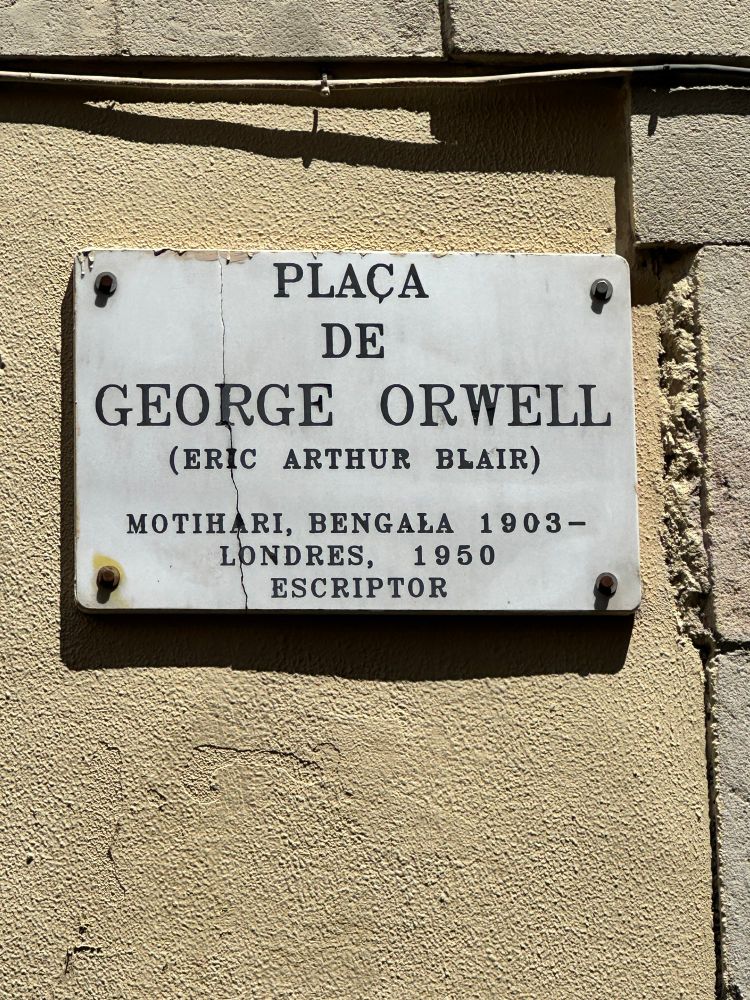 PLAÇA
DE
GEORGE ORWELL
(ERIC ARTHUR BLAIR)
MOTIHARI, BENGALA 1903-
LONDRES, 1950
ESCRIPTOR